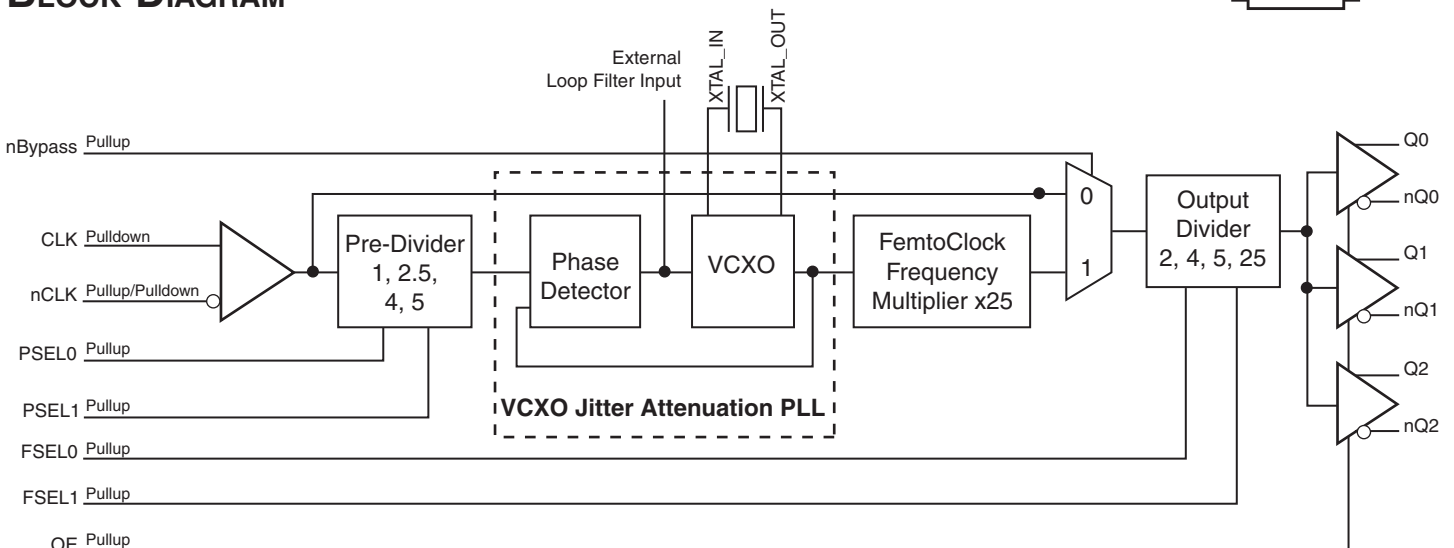 BLOCK DIAGRAM
External
Loop Filter Input
XTAL_IN
XTAL_OUT
nBypass Pullup
CLK Pulldown
nCLK Pullup/Pulldown
PSEL0 Pullup
PSEL1 Pullup
FSEL0 Pullup
FSEL1 Pullup
OE Pullup
Pre-Divider
1, 2.5,
4, 5
Phase
Detector
VCXO
VCXO Jitter Attenuation PLL
FemtoClock
Frequency
Multiplier x25
0
1
Output
Divider
2, 4, 5, 25
Q0
nQ0
Q1
nQ1
Q2
nQ2